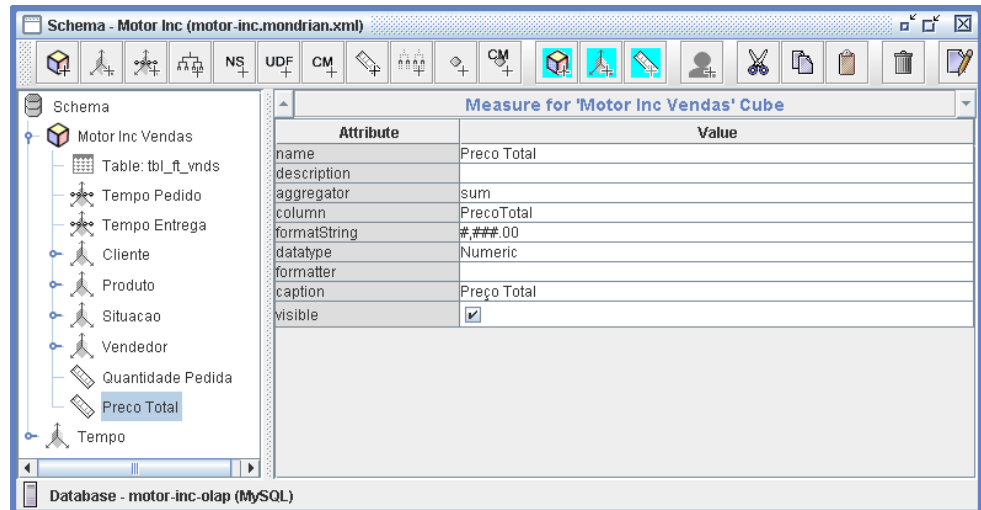 Schema - Motor Inc (motor-inc.mondrian.xml)
NS UDF CM CM
Schema
Motor Inc Vendas
Table: tbl_ft_vnds
Tempo Pedido
Tempo Entrega
Cliente
Produto
Situacao
Vendedor
Quantidade Pedida
Preco Total
Tempo
Measure for 'Motor Inc Vendas' Cube
Attribute Value
name Preco Total
description
aggregator sum
column PrecoTotal
formatString #,###.00
datatype Numeric
formatter
caption Preço Total
visible
Database - motor-inc-olap (MySQL)